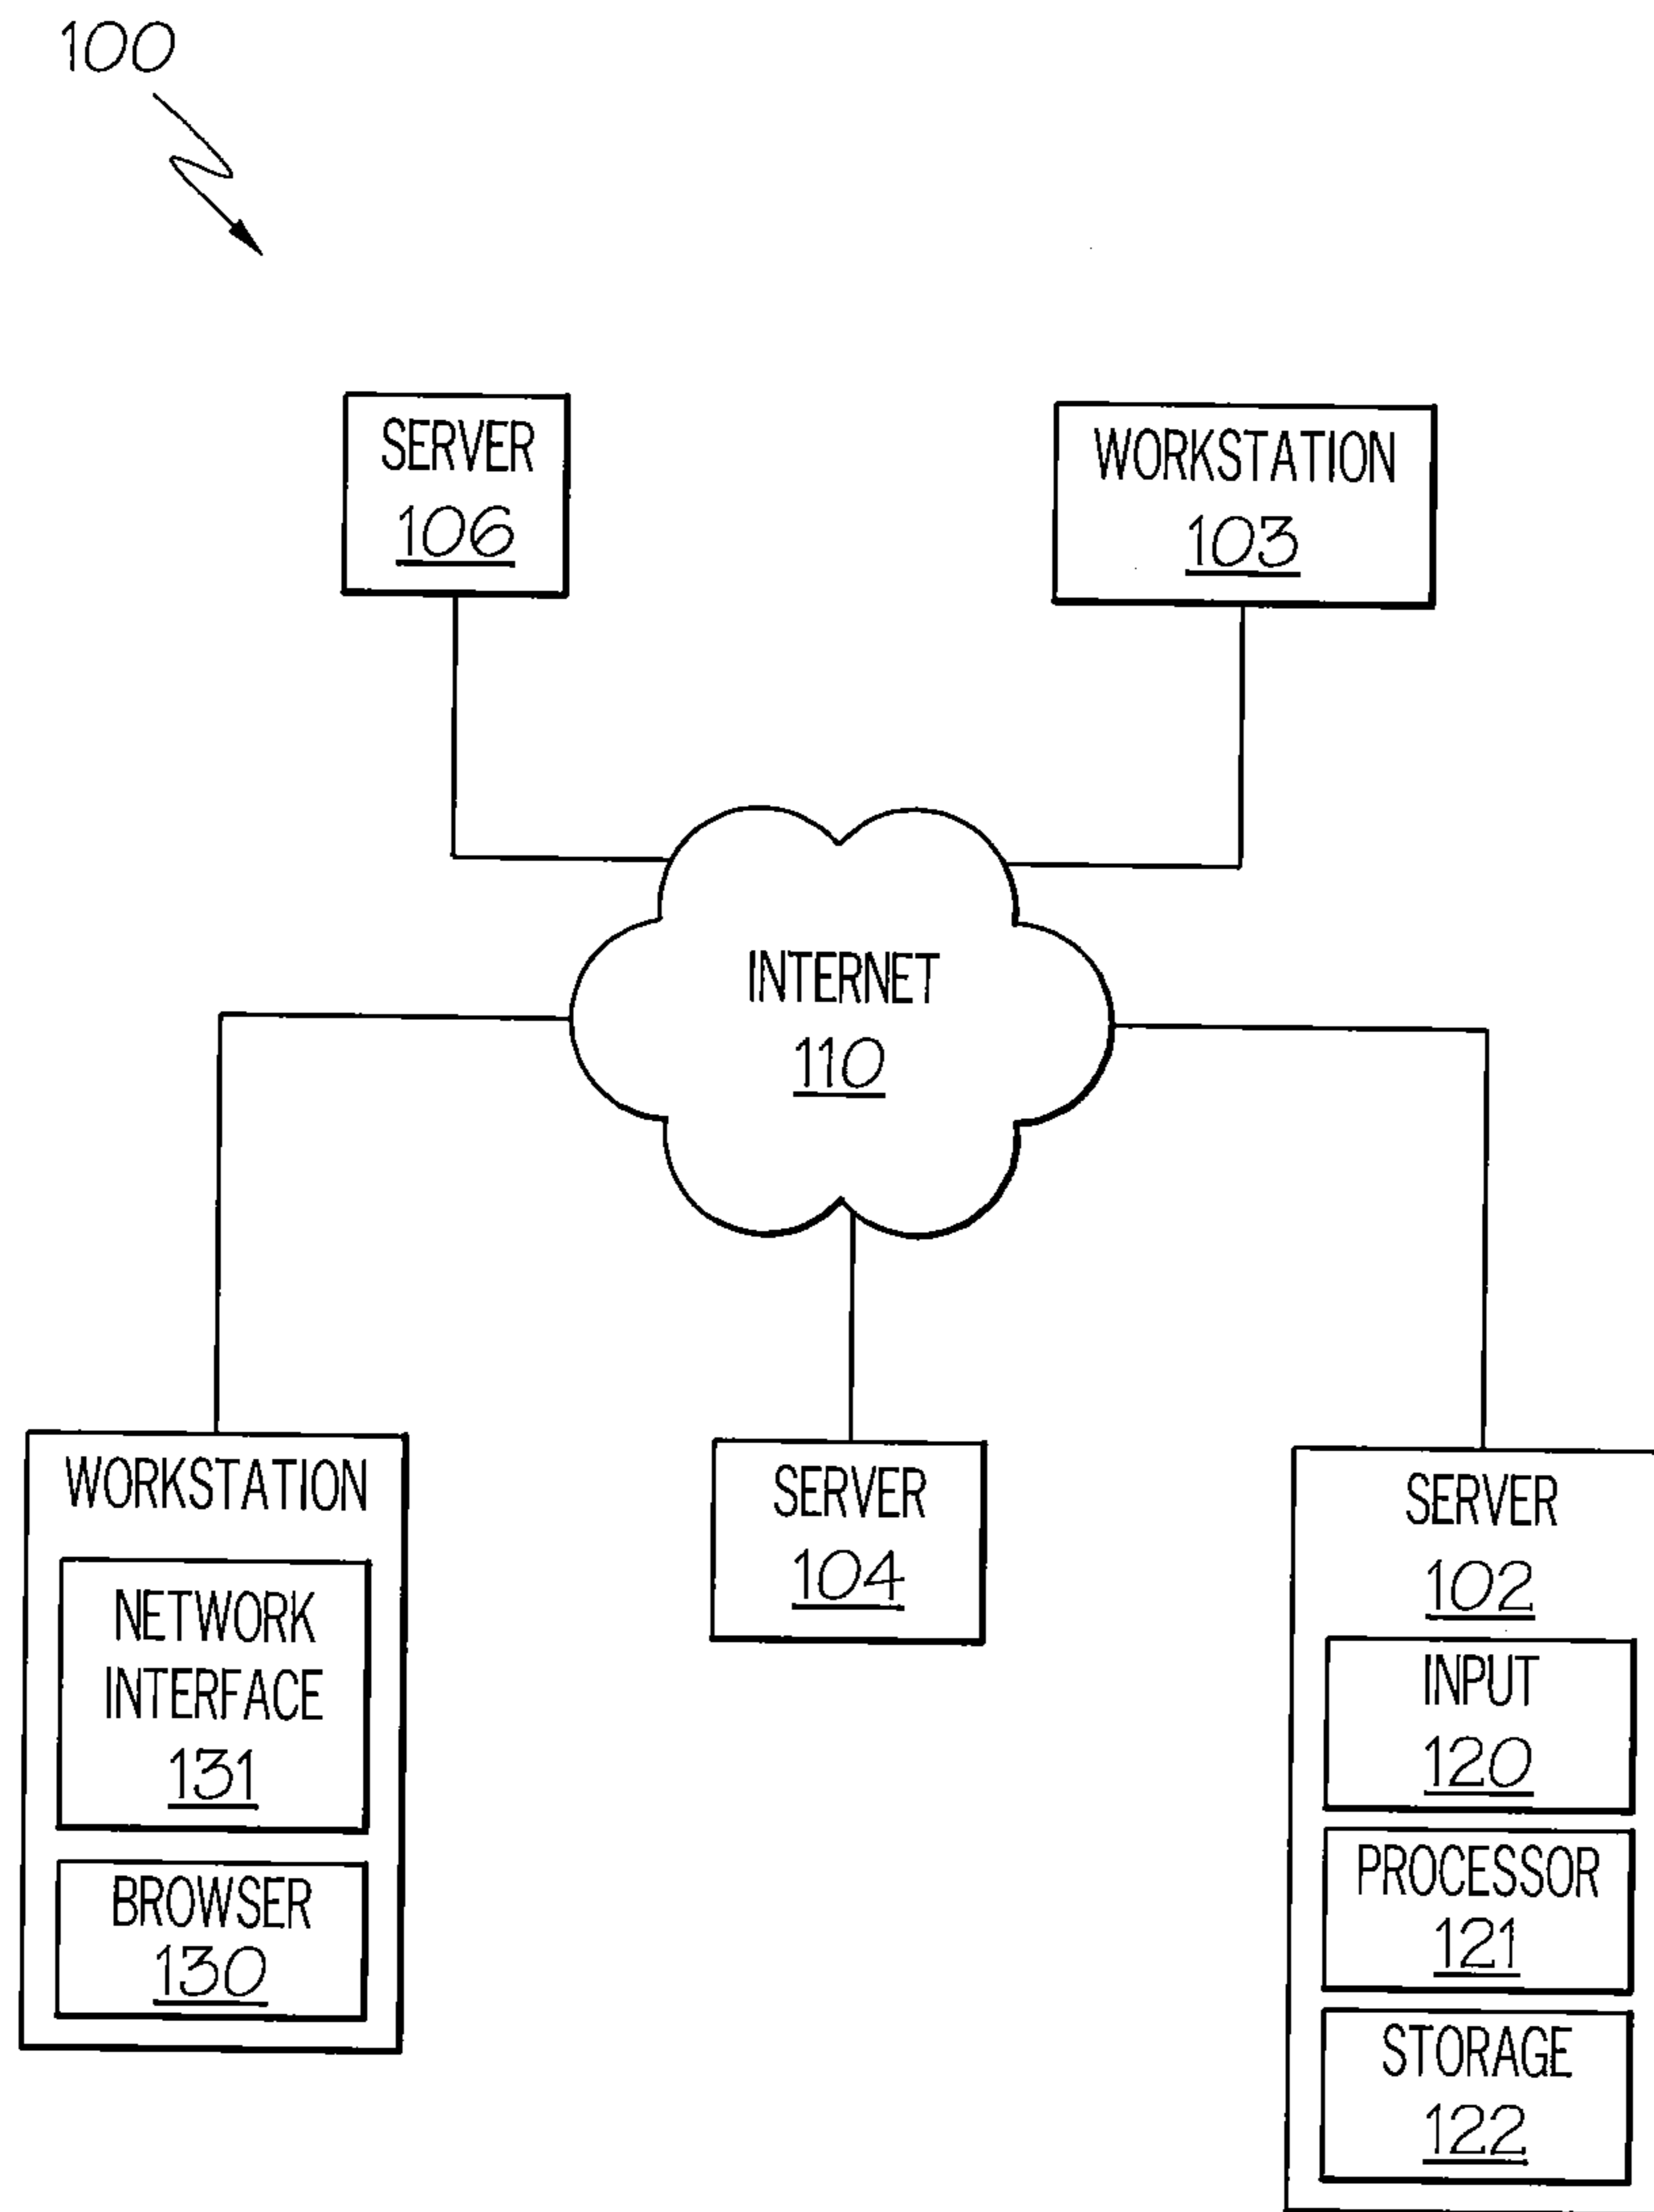 100
SERVER
106
WORKSTATION
103
INTERNET
110
WORKSTATION
NETWORK
INTERFACE
131
BROWSER
130
SERVER
104
SERVER
102
INPUT
120
PROCESSOR
121
STORAGE
122